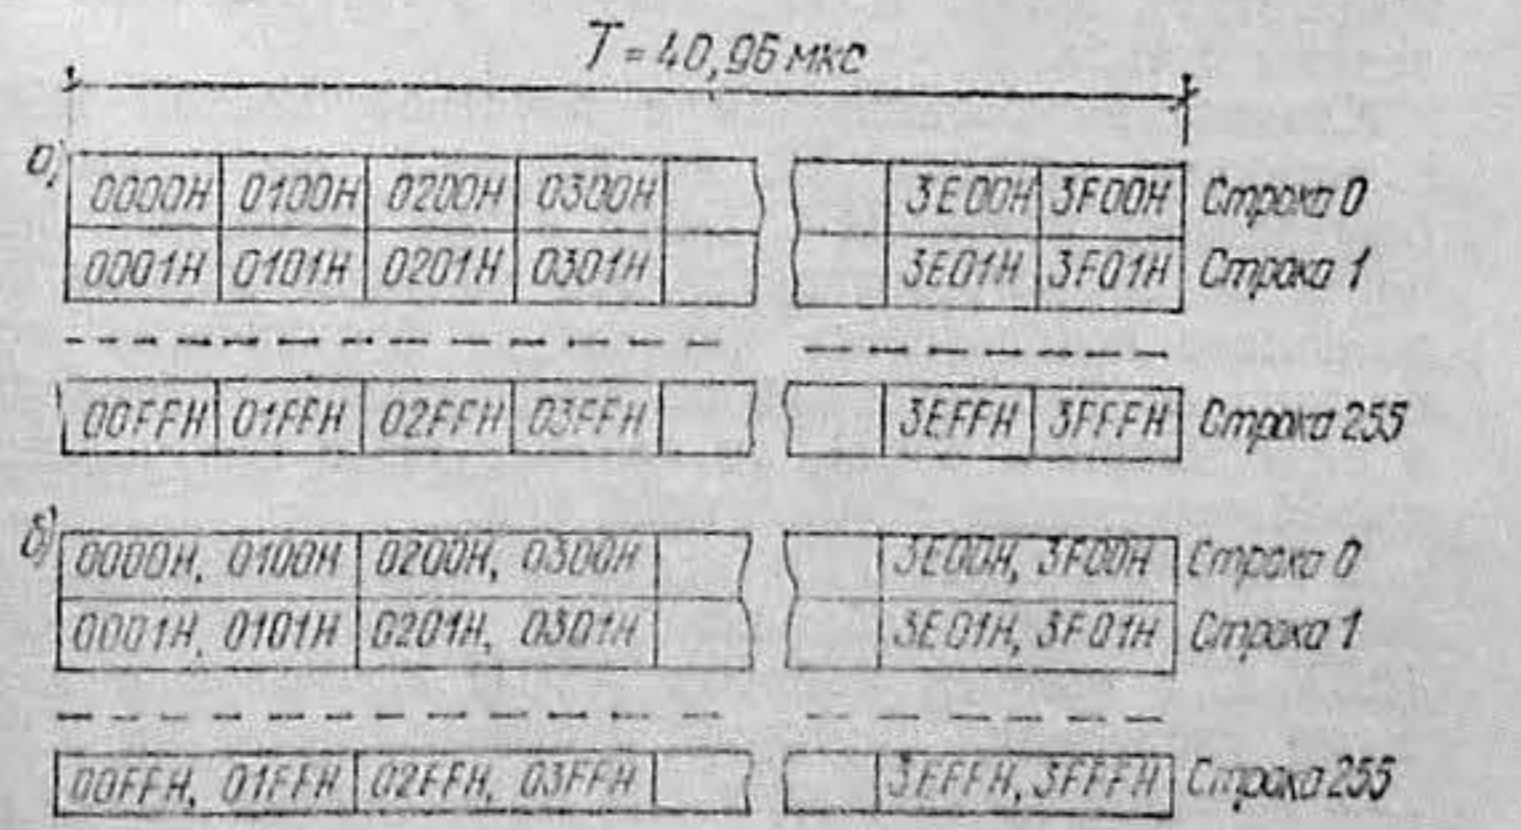 T = 40,96 мкс
а)
0000H 0100H 0200H 0300H 3E00H 3F00H Строка 0
0001H 0101H 0201H 0301H 3E01H 3F01H Строка 1
00FFH 01FFH 02FFH 03FFH 3EFFH 3FFFH Строка 255
б)
0000H, 0100H 0200H, 0300H 3E00H, 3F00H Строка 0
0001H, 0101H 0201H, 0301H 3E01H, 3F01H Строка 1
00FFH, 01FFH 02FFH, 03FFH 3EFFH, 3FFFH Строка 255